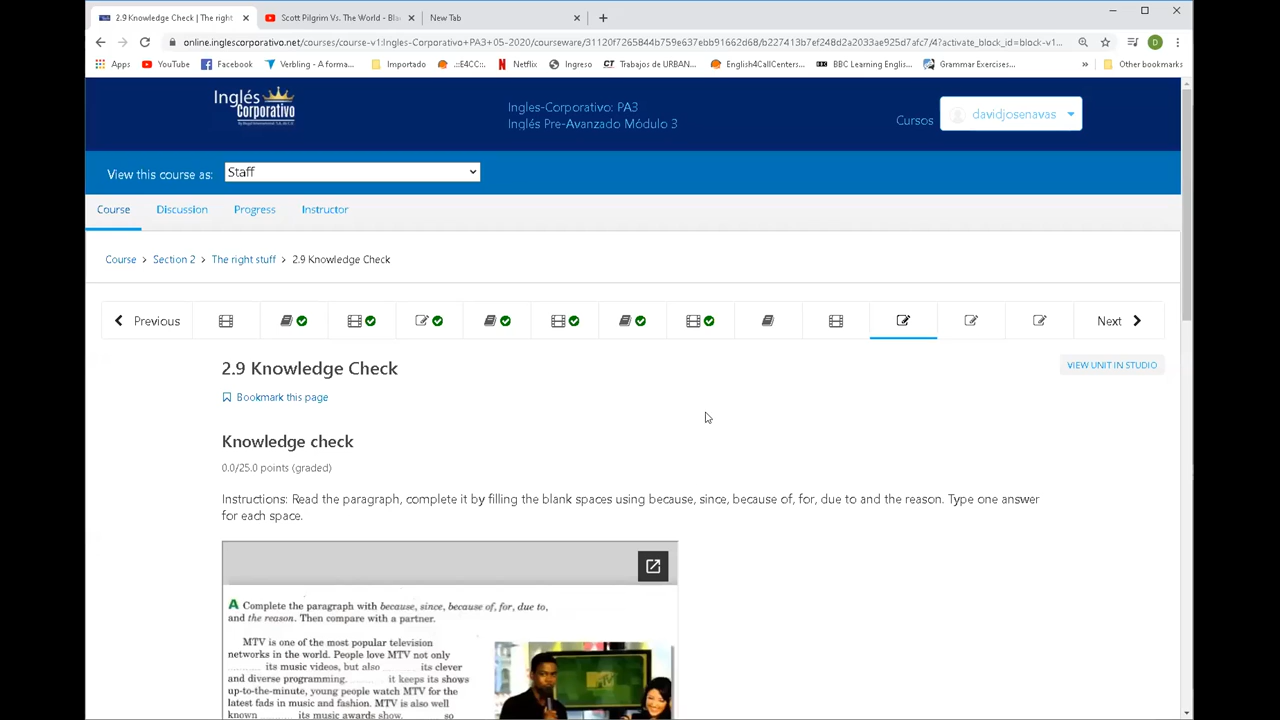 2.9 Knowledge Check | The right
Scott Pilgrim Vs. The World - Bla
New Tab
online.inglescorporativo.net/courses/course-v1:Ingles-Corporativo+PA3+05-2020/courseware/31120f7265844b759e637ebb91662d68/b227413b7ef248d2a2033ae925d7afc7/4?activate_block_id=block-v1...
D
Apps
YouTube
Facebook
Verbling - A forma...
Importado
.::E4CC::.
Netflix
Ingreso
CT Trabajos de URBAN...
English4CallCenters...
BBC Learning Englis...
Grammar Exercises...
»
Other bookmarks
Inglés
Corporativo
Ingles-Corporativo: PA3
Inglés Pre-Avanzado Módulo 3
Cursos
davidjosenavas
View this course as:
Staff
Course
Discussion
Progress
Instructor
Course > Section 2 > The right stuff > 2.9 Knowledge Check
Previous
Next
2.9 Knowledge Check
VIEW UNIT IN STUDIO
Bookmark this page
Knowledge check
0.0/25.0 points (graded)
Instructions: Read the paragraph, complete it by filling the blank spaces using because, since, because of, for, due to and the reason. Type one answer
for each space.
A Complete the paragraph with because, since, because of, for, due to,
and the reason. Then compare with a partner.
MTV is one of the most popular television
networks in the world. People love MTV not only
its music videos, but also its clever
and diverse programming. it keeps its shows
up-to-the-minute, young people watch MTV for the
latest fads in music and fashion. MTV is also well
known its music awards show. so